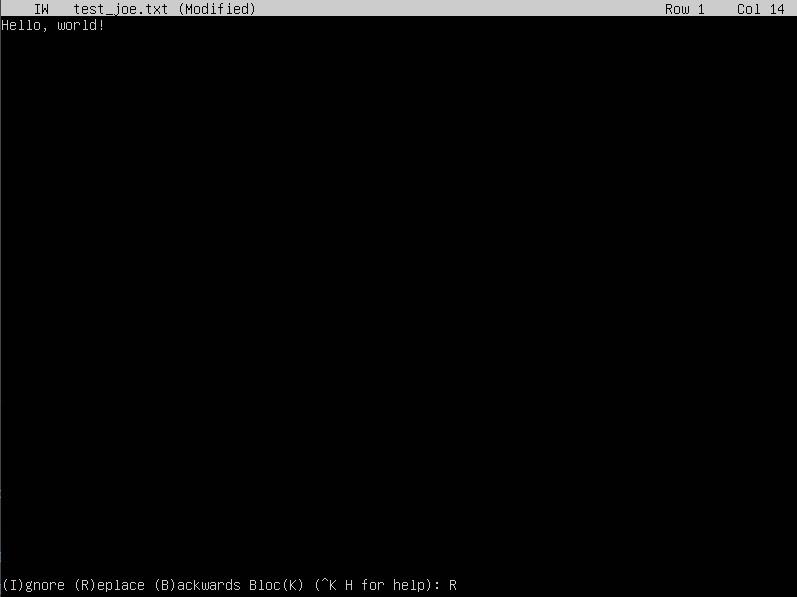 IW test_joe.txt (Modified) Row 1 Col 14
Hello, world!
(I)gnore (R)eplace (B)ackwards Bloc(K) (^K H for help): R